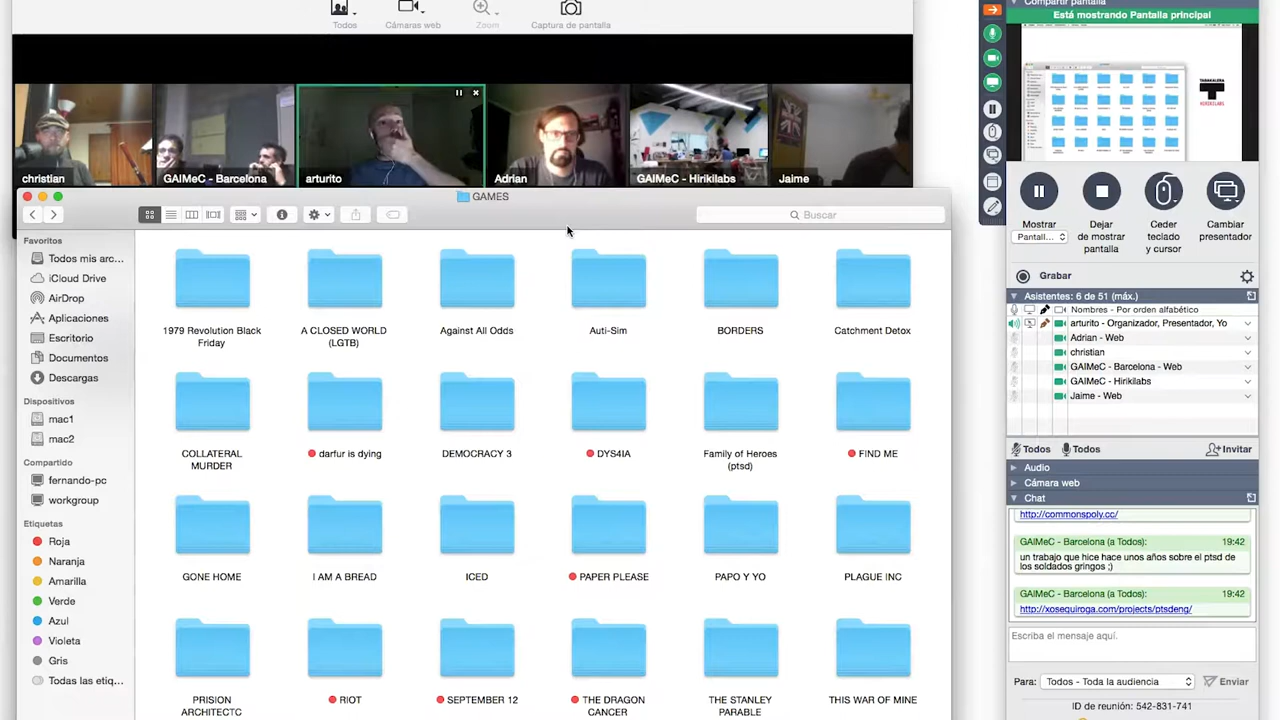 Todos
Cámaras web
Zoom
Captura de pantalla
christian
GAIMeC - Barcelona
arturito
Adrian
GAIMeC - Hirikilabs
Jaime
GAMES
Buscar
Favoritos
Todos mis arc...
iCloud Drive
AirDrop
Aplicaciones
Escritorio
Documentos
Descargas
Dispositivos
mac1
mac2
Compartido
fernando-pc
workgroup
Etiquetas
Roja
Naranja
Amarilla
Verde
Azul
Violeta
Gris
Todas las etiq...
1979 Revolution Black
Friday
A CLOSED WORLD
(LGTB)
Against All Odds
Auti-Sim
BORDERS
Catchment Detox
COLLATERAL
MURDER
darfur is dying
DEMOCRACY 3
DYS4IA
Family of Heroes
(ptsd)
FIND ME
GONE HOME
I AM A BREAD
ICED
PAPER PLEASE
PAPO Y YO
PLAGUE INC
PRISION
ARCHITECTC
RIOT
SEPTEMBER 12
THE DRAGON
CANCER
THE STANLEY
PARABLE
THIS WAR OF MINE
Compartir pantalla
Está mostrando Pantalla principal
TABAKALERA
HIRIKILABS
Mostrar
Pantall...
Dejar
de mostrar
pantalla
Ceder
teclado
y cursor
Cambiar
presentador
Grabar
Asistentes: 6 de 51 (máx.)
Nombres - Por orden alfabético
arturito - Organizador, Presentador, Yo
Adrian - Web
christian
GAIMeC - Barcelona - Web
GAIMeC - Hirikilabs
Jaime - Web
Todos
Todos
Invitar
Audio
Cámara web
Chat
http://commonspoly.cc/
GAIMeC - Barcelona (a Todos): 19:42
un trabajo que hice hace unos años sobre el ptsd de
los soldados gringos ;)
GAIMeC - Barcelona (a Todos): 19:42
http://xosequiroga.com/projects/ptsdeng/
Escriba el mensaje aquí.
Para:
Todos - Toda la audiencia
Enviar
ID de reunión: 542-831-741